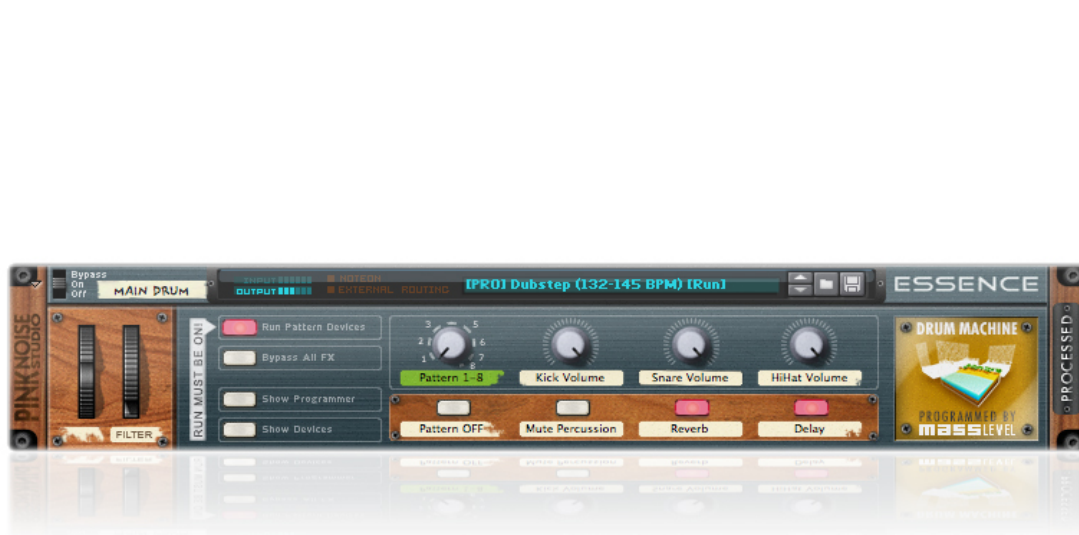 Bypass
On
Off
MAIN DRUM
INPUT
OUTPUT
NOTEON
EXTERNAL ROUTING
[PRO] Dubstep (132-145 BPM) [Run]
ESSENCE
PINKNOISE
STUDIO
FILTER
RUN MUST BE ON!
Run Pattern Devices
Bypass All FX
Show Programmer
Show Devices
1 2 3 5 6 7 8
Pattern 1-8
Kick Volume
Snare Volume
HiHat Volume
Pattern OFF
Mute Percussion
Reverb
Delay
DRUM MACHINE
PROGRAMMED BY
MASSLEVEL
PROCESSED